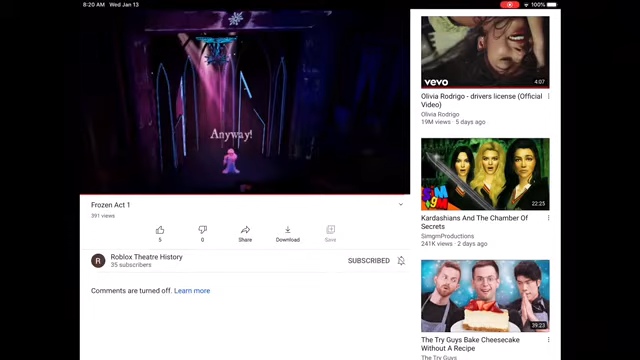 8:20 AM Wed Jan 13
100%
Anyway!
Frozen Act 1
391 views
5
0
Share
Download
Save
R
Roblox Theatre History
35 subscribers
SUBSCRIBED
Comments are turned off. Learn more
vevo
4:07
Olivia Rodrigo - drivers license (Official
Video)
Olivia Rodrigo
19M views · 5 days ago
22:25
Kardashians And The Chamber Of
Secrets
SimgmProductions
241K views · 2 days ago
39:23
The Try Guys Bake Cheesecake
Without A Recipe
The Try Guys